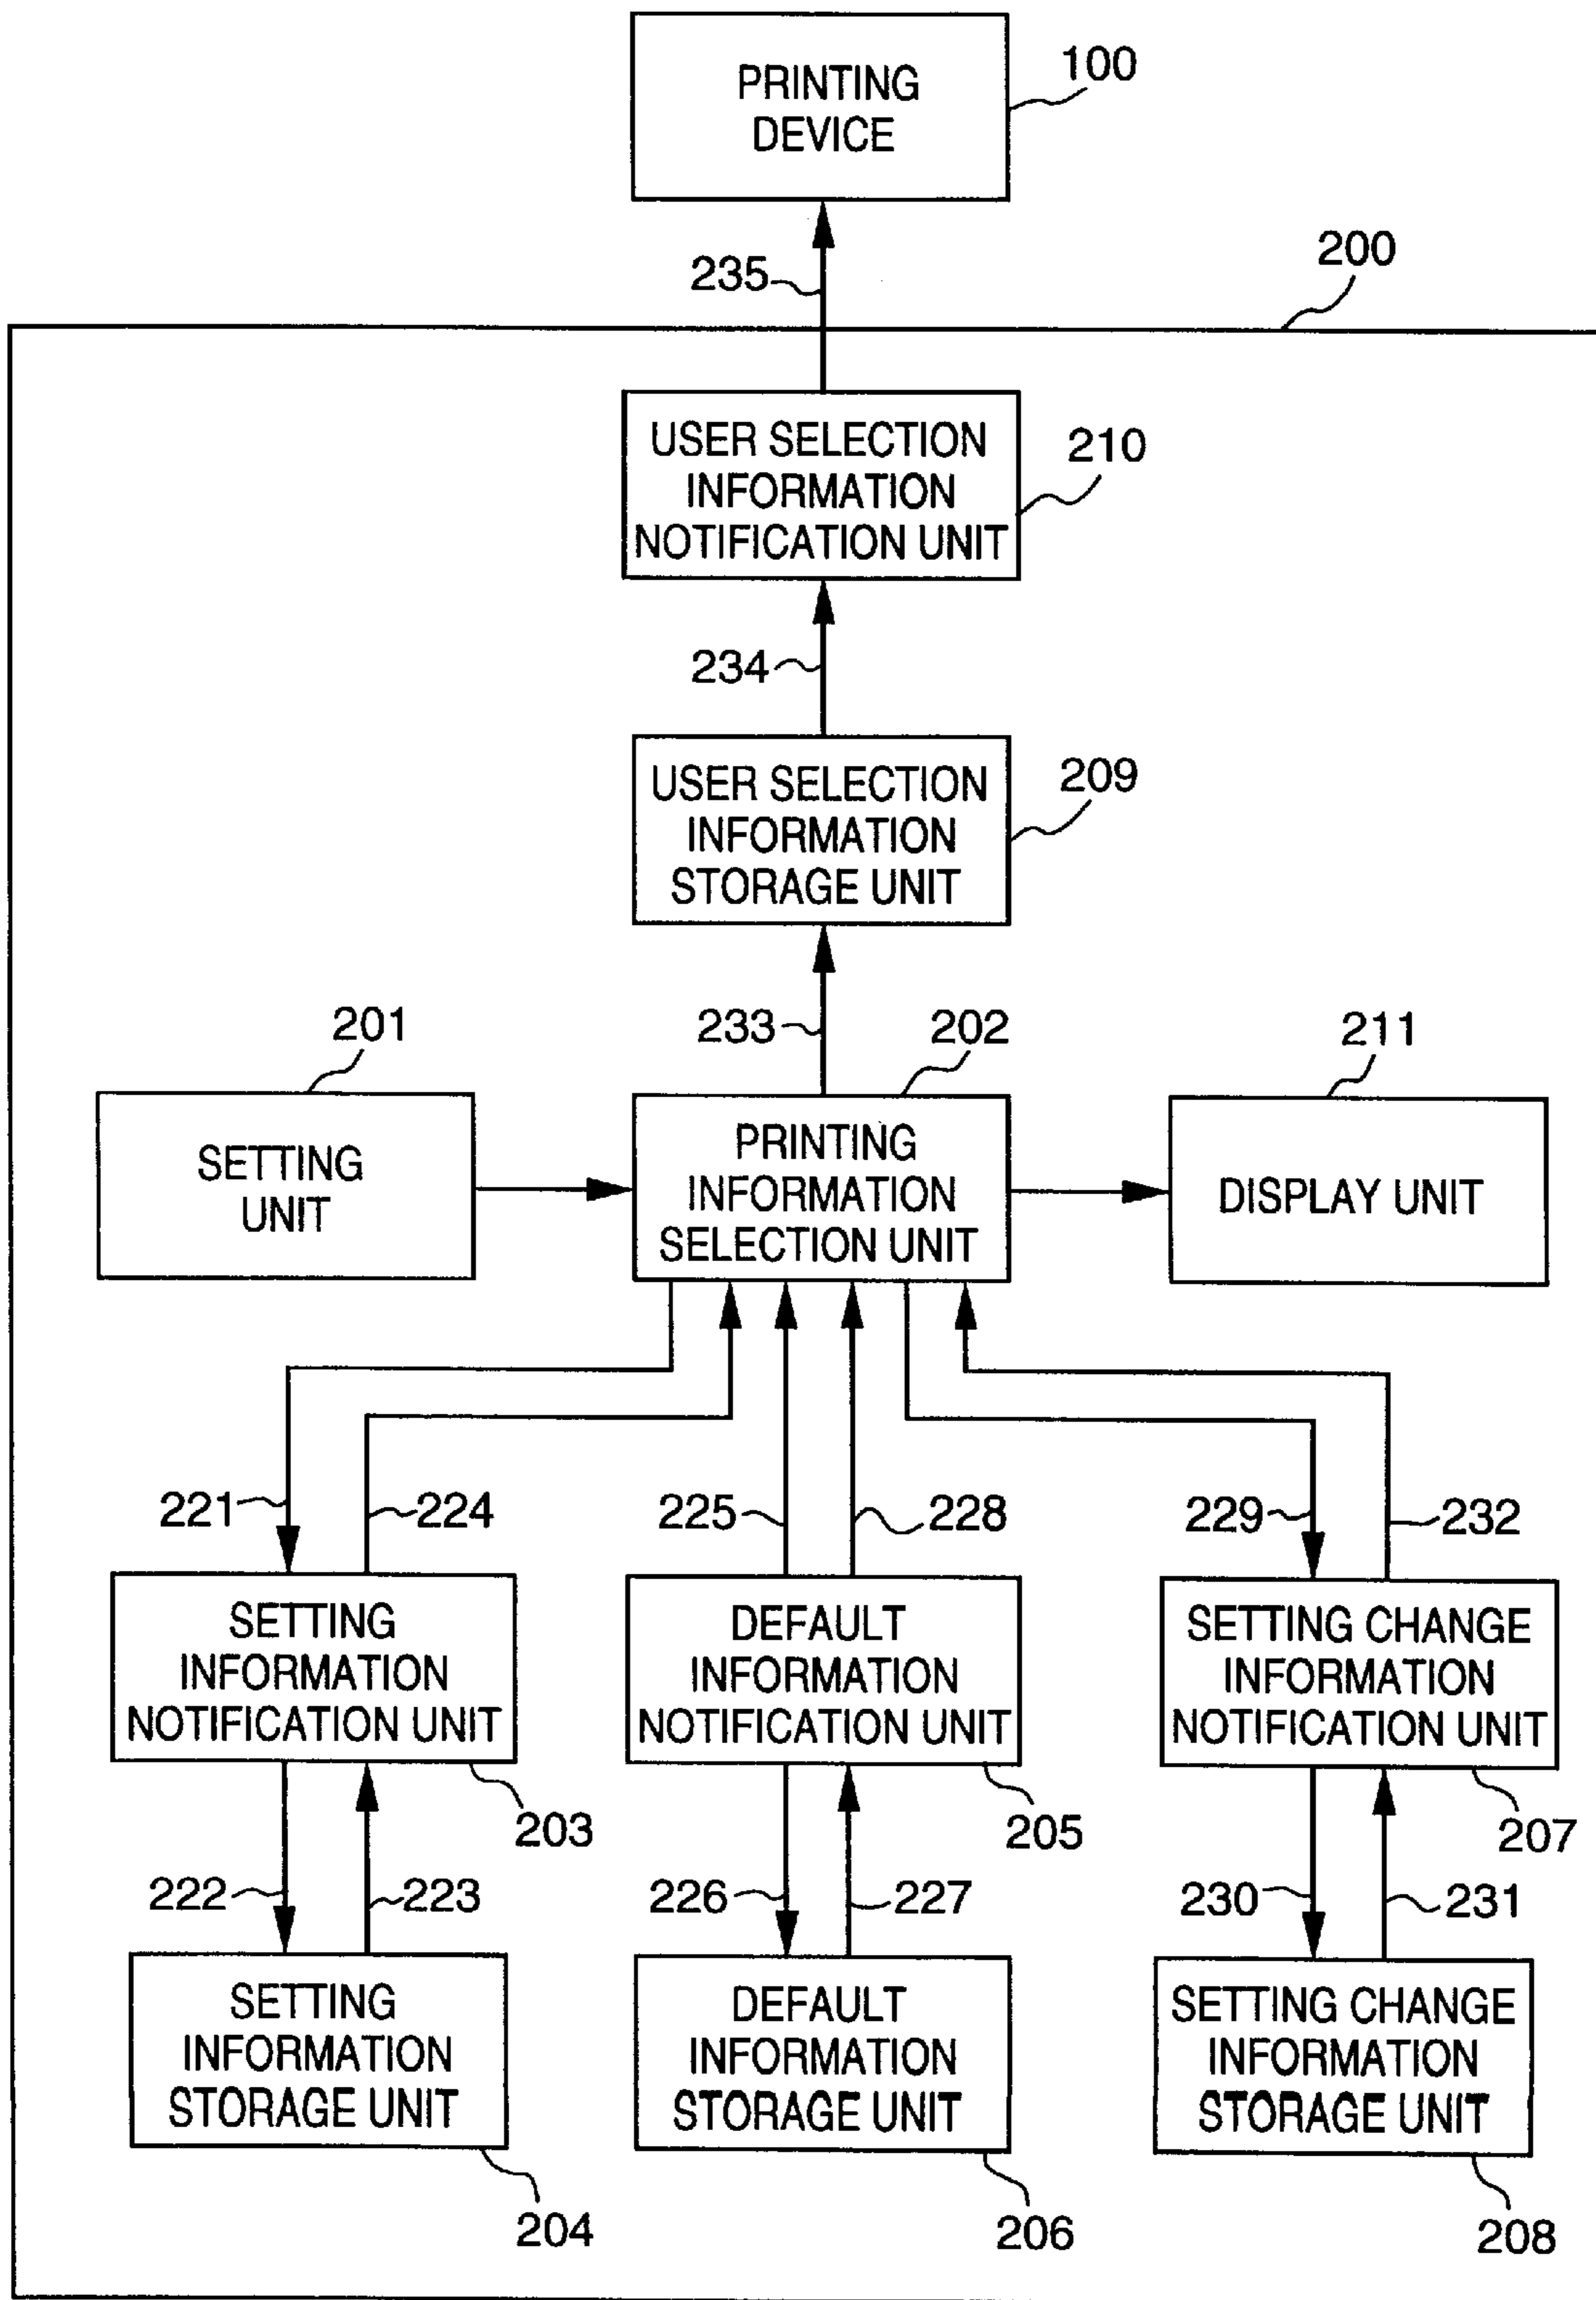 PRINTING
DEVICE
100
235
200
USER SELECTION
INFORMATION
NOTIFICATION UNIT
210
234
USER SELECTION
INFORMATION
STORAGE UNIT
209
233
201
202
211
SETTING
UNIT
PRINTING
INFORMATION
SELECTION UNIT
DISPLAY UNIT
221
224
225
228
229
232
SETTING
INFORMATION
NOTIFICATION UNIT
203
DEFAULT
INFORMATION
NOTIFICATION UNIT
205
SETTING CHANGE
INFORMATION
NOTIFICATION UNIT
207
222
223
226
227
230
231
SETTING
INFORMATION
STORAGE UNIT
204
DEFAULT
INFORMATION
STORAGE UNIT
206
SETTING CHANGE
INFORMATION
STORAGE UNIT
208